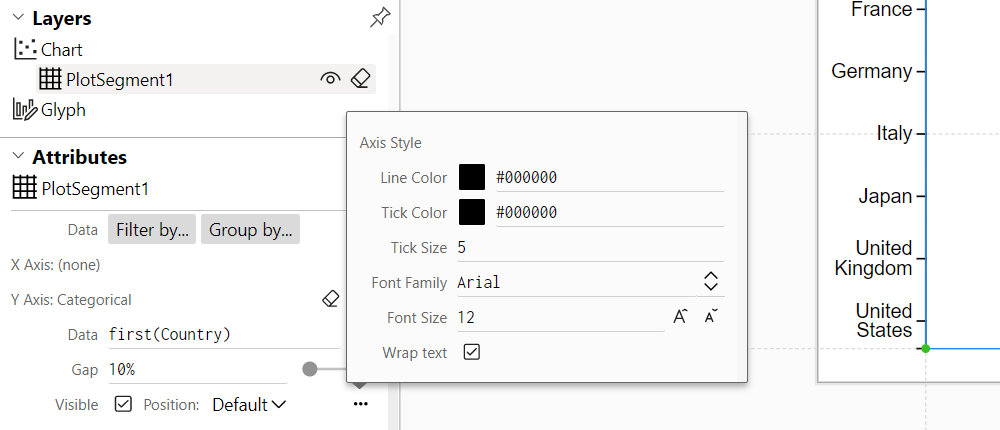 Layers
Chart
PlotSegment1
Glyph
Attributes
PlotSegment1
Data Filter by... Group by...
X Axis: (none)
Y Axis: Categorical
Data first(Country)
Gap 10%
Visible Position: Default
Axis Style
Line Color #000000
Tick Color #000000
Tick Size 5
Font Family Arial
Font Size 12 A A
Wrap text
France
Germany
Italy
Japan
United
Kingdom
United
States